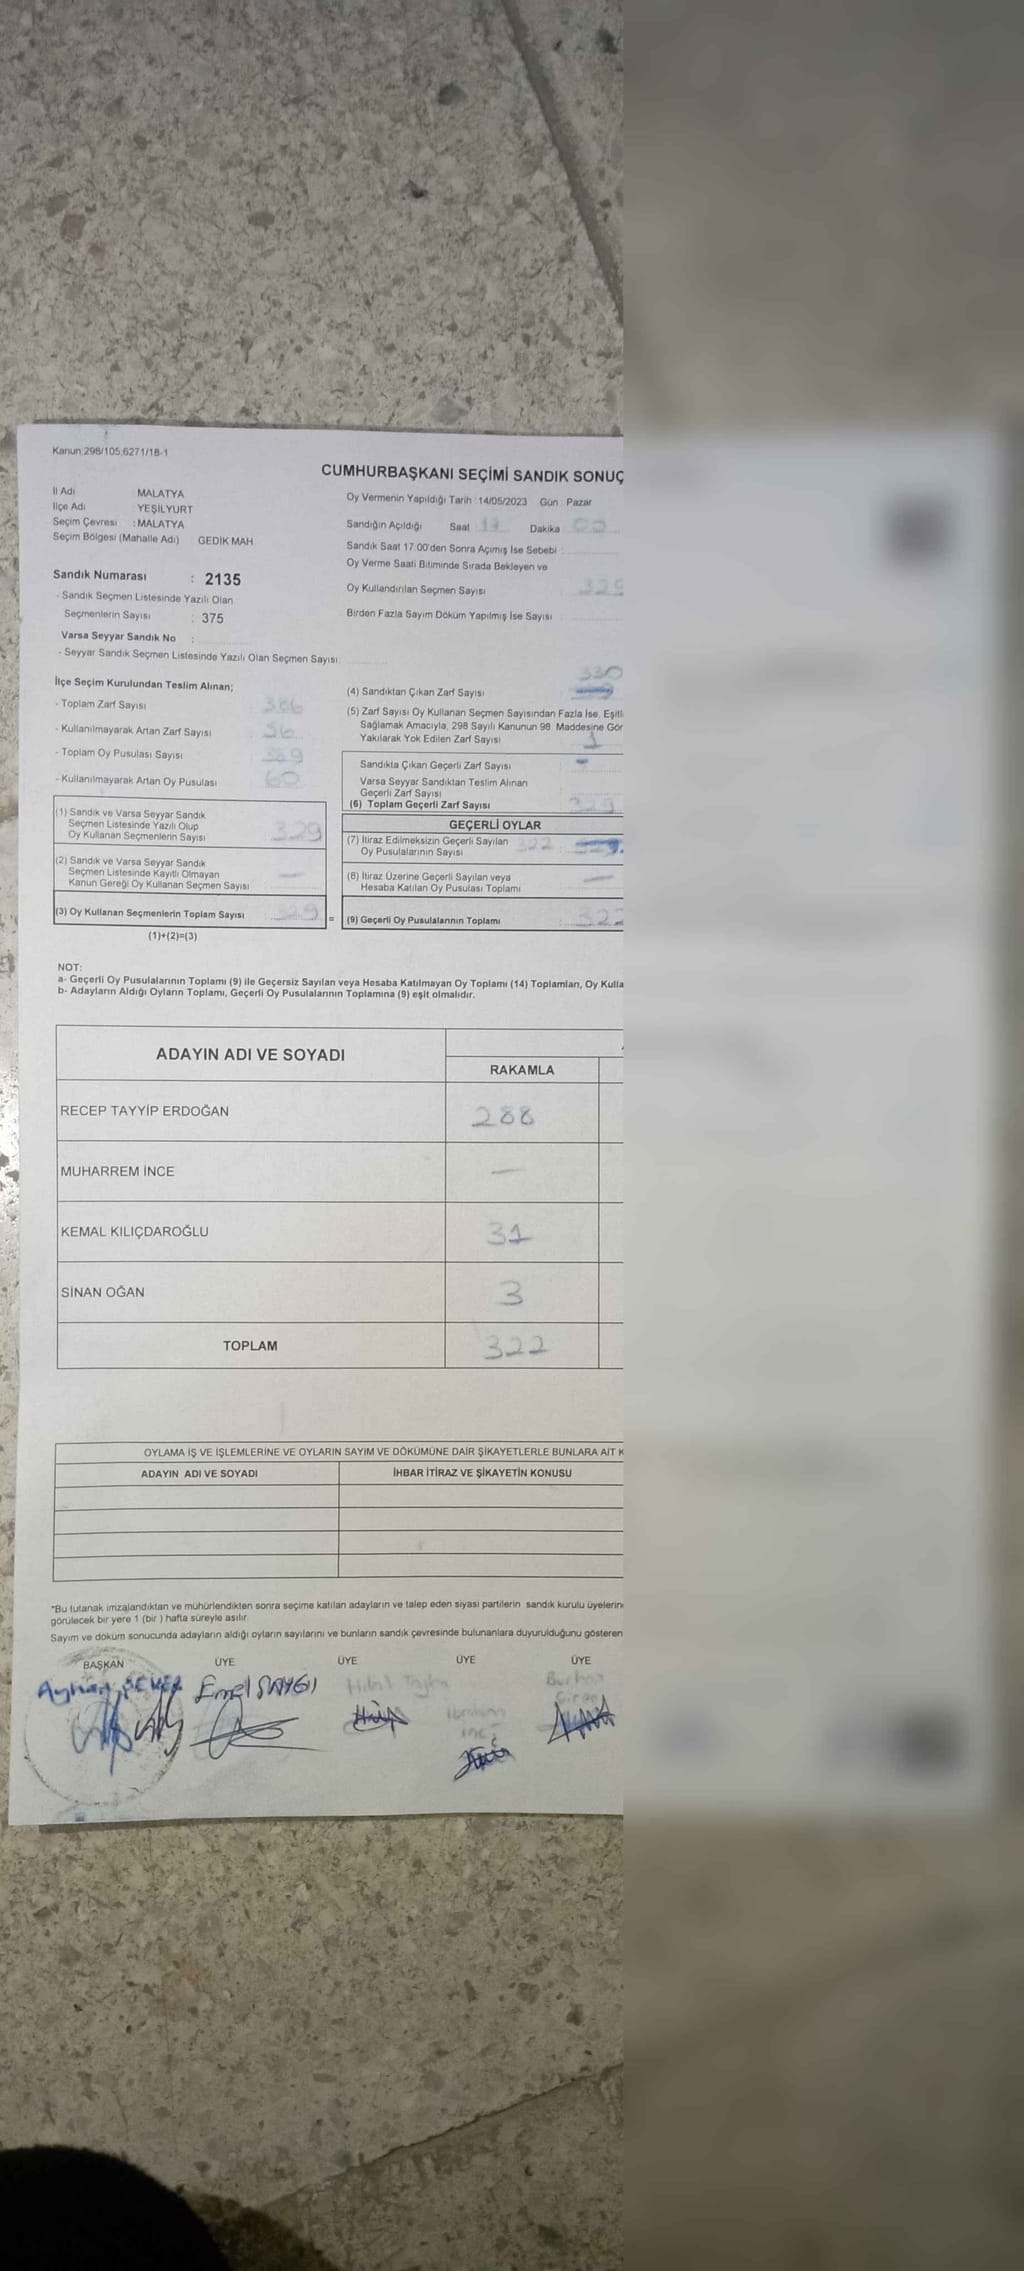 Kanun:298/105,6271/18-1
CUMHURBAŞKANI SEÇİMİ SANDIK SONUÇ
İl Adı MALATYA
İlçe Adı YEŞİLYURT
Seçim Çevresi : MALATYA
Seçim Bölgesi (Mahalle Adı) GEDİK MAH
Oy Vermenin Yapıldığı Tarih : 14/05/2023 Gün : Pazar
Sandığın Açıldığı Saat 17 Dakika 00
Sandık Saat 17:00'den Sonra Açılmış İse Sebebi :
Oy Verme Saati Bitiminde Sırada Bekleyen ve
Oy Kullandırılan Seçmen Sayısı 329
Birden Fazla Sayım Döküm Yapılmış İse Sayısı
Sandık Numarası : 2135
- Sandık Seçmen Listesinde Yazılı Olan
Seçmenlerin Sayısı : 375
Varsa Seyyar Sandık No :
- Seyyar Sandık Seçmen Listesinde Yazılı Olan Seçmen Sayısı:
İlçe Seçim Kurulundan Teslim Alınan;
- Toplam Zarf Sayısı 386
- Kullanılmayarak Artan Zarf Sayısı 56
- Toplam Oy Pusulası Sayısı 389
- Kullanılmayarak Artan Oy Pusulası 60
(1) Sandık ve Varsa Seyyar Sandık
Seçmen Listesinde Yazılı Olup
Oy Kullanan Seçmenlerin Sayısı 329
(2) Sandık ve Varsa Seyyar Sandık
Seçmen Listesinde Kayıtlı Olmayan
Kanun Gereği Oy Kullanan Seçmen Sayısı —
(3) Oy Kullanan Seçmenlerin Toplam Sayısı 329 =
(1)+(2)=(3)
330
(4) Sandıktan Çıkan Zarf Sayısı
(5) Zarf Sayısı Oy Kullanan Seçmen Sayısından Fazla İse, Eşitli
Sağlamak Amacıyla, 298 Sayılı Kanunun 98. Maddesine Gör
Yakılarak Yok Edilen Zarf Sayısı 1
Sandıkta Çıkan Geçerli Zarf Sayısı
Varsa Seyyar Sandıktan Teslim Alınan
Geçerli Zarf Sayısı
(6) Toplam Geçerli Zarf Sayısı 329
GEÇERLİ OYLAR
(7) İtiraz Edilmeksizin Geçerli Sayılan 322
Oy Pusulalarının Sayısı
(8) İtiraz Üzerine Geçerli Sayılan veya —
Hesaba Katılan Oy Pusulası Toplamı
(9) Geçerli Oy Pusulalarının Toplamı 322
NOT:
a- Geçerli Oy Pusulalarının Toplamı (9) ile Geçersiz Sayılan veya Hesaba Katılmayan Oy Toplamı (14) Toplamları, Oy Kulla
b- Adayların Aldığı Oyların Toplamı, Geçerli Oy Pusulalarının Toplamına (9) eşit olmalıdır.
ADAYIN ADI VE SOYADI
RAKAMLA
RECEP TAYYİP ERDOĞAN 288
MUHARREM İNCE —
KEMAL KILIÇDAROĞLU 31
SİNAN OĞAN 3
TOPLAM 322
OYLAMA İŞ VE İŞLEMLERİNE VE OYLARIN SAYIM VE DÖKÜMÜNE DAİR ŞİKAYETLERLE BUNLARA AİT K
ADAYIN ADI VE SOYADI İHBAR İTİRAZ VE ŞİKAYETİN KONUSU
*Bu tutanak imzalandıktan ve mühürlendikten sonra seçime katılan adayların ve talep eden siyasi partilerin sandık kurulu üyelerin
görülecek bir yere 1 (bir ) hafta süreyle asılır.
Sayım ve döküm sonucunda adayların aldığı oyların sayılarını ve bunların sandık çevresinde bulunanlara duyurulduğunu gösteren
BAŞKAN ÜYE ÜYE ÜYE ÜYE
Emel SAYGI